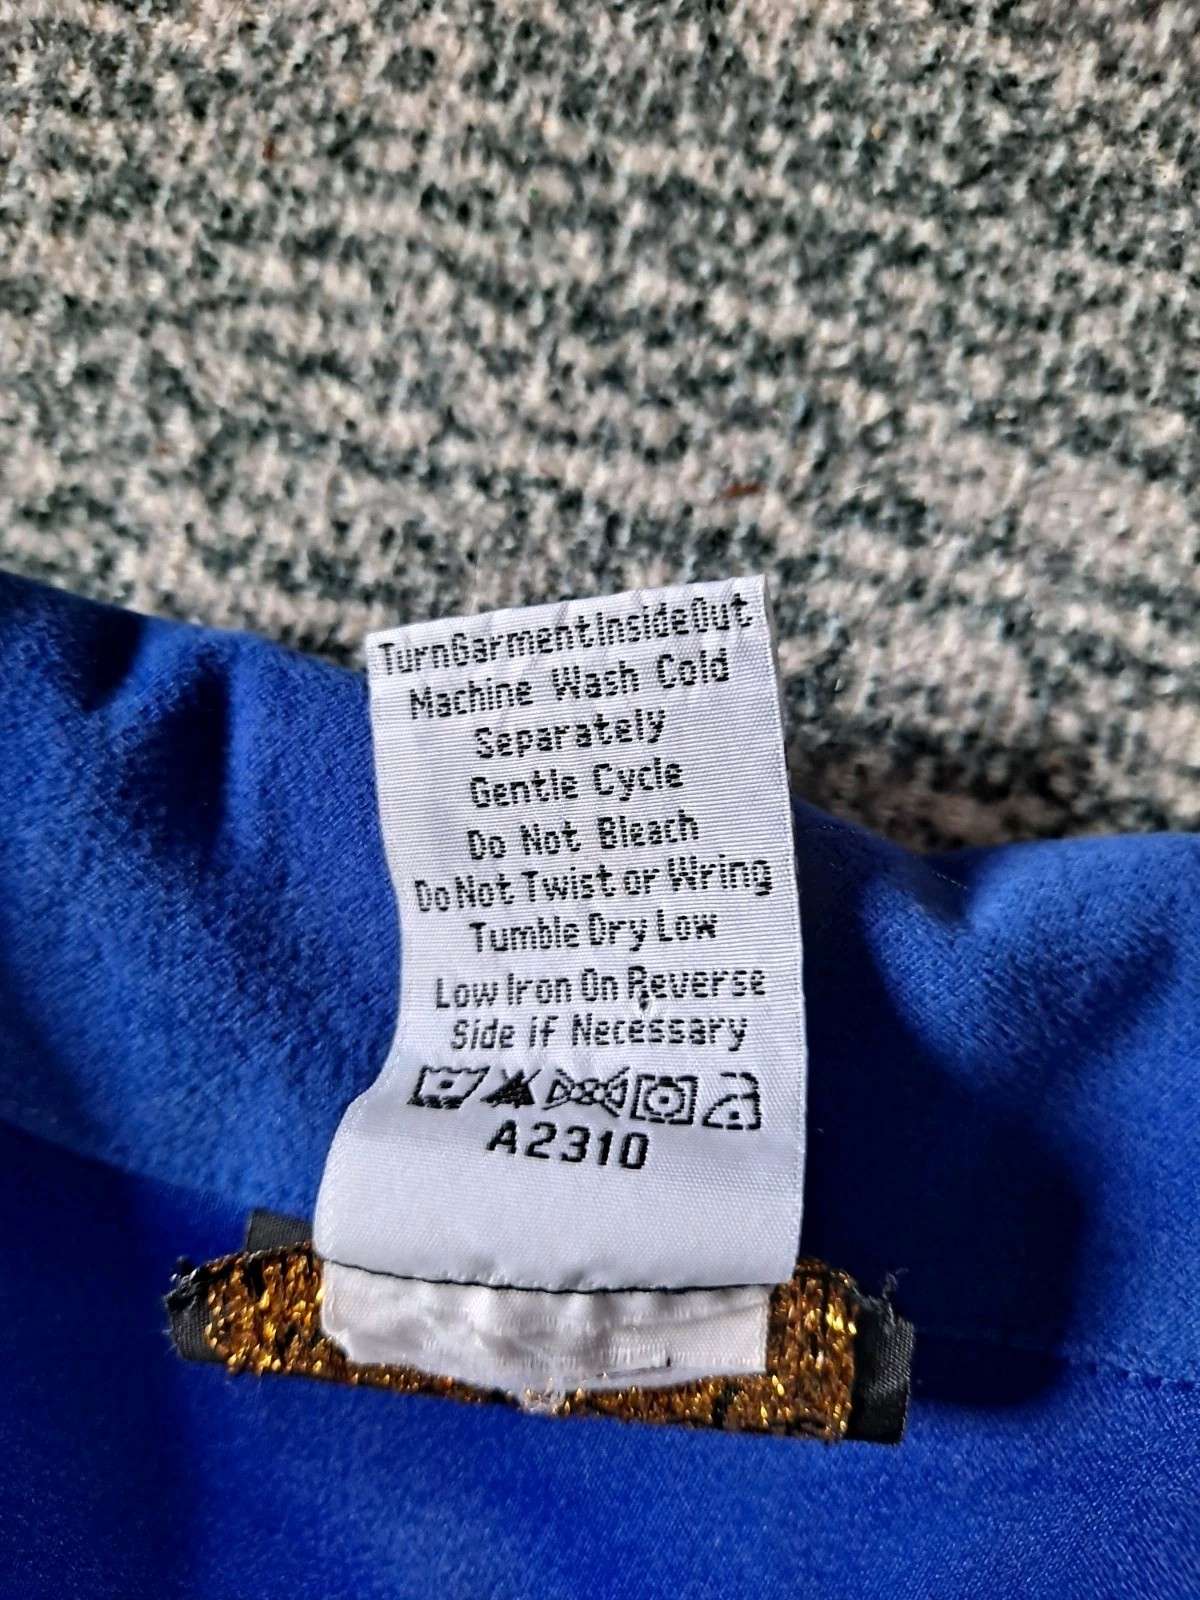 TurnGarmentInsideOut
Machine Wash Cold
Separately
Gentle Cycle
Do Not Bleach
Do Not Twist or Wring
Tumble Dry Low
Low Iron On Reverse
Side if Necessary
A2310